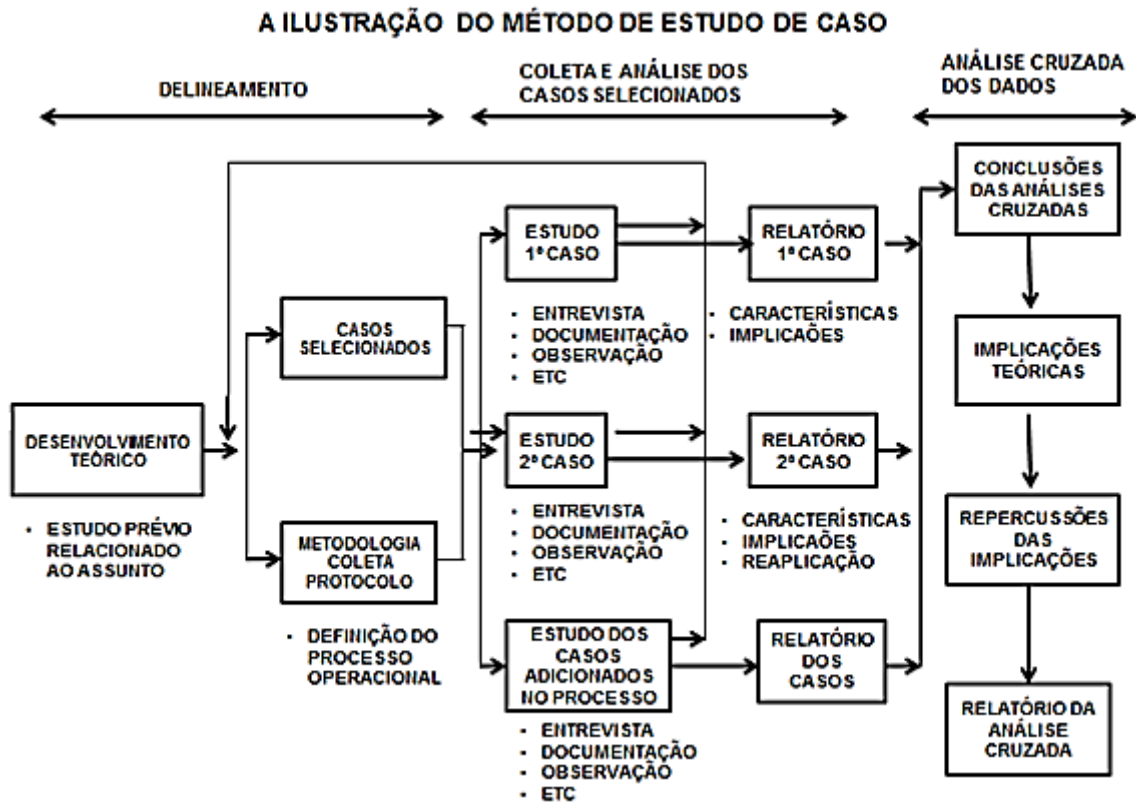 A ILUSTRAÇÃO DO MÉTODO DE ESTUDO DE CASO
DELINEAMENTO
COLETA E ANÁLISE DOS
CASOS SELECIONADOS
ANÁLISE CRUZADA
DOS DADOS
DESENVOLVIMENTO
TEÓRICO
• ESTUDO PRÉVIO
RELACIONADO
AO ASSUNTO
CASOS
SELECIONADOS
METODOLOGIA
COLETA
PROTOCOLO
• DEFINIÇÃO DO
PROCESSO
OPERACIONAL
ESTUDO
1º CASO
• ENTREVISTA
• DOCUMENTAÇÃO
• OBSERVAÇÃO
• ETC
RELATÓRIO
1º CASO
• CARACTERÍSTICAS
• IMPLICAÕES
ESTUDO
2º CASO
• ENTREVISTA
• DOCUMENTAÇÃO
• OBSERVAÇÃO
• ETC
RELATÓRIO
2º CASO
• CARACTERÍSTICAS
• IMPLICAÇÕES
• REAPLICAÇÃO
ESTUDO DOS
CASOS
ADICIONADOS
NO PROCESSO
• ENTREVISTA
• DOCUMENTAÇÃO
• OBSERVAÇÃO
• ETC
RELATÓRIO
DOS
CASOS
CONCLUSÕES
DAS ANÁLISES
CRUZADAS
IMPLICAÇÕES
TEÓRICAS
REPERCUSSÕES
DAS
IMPLICAÇÕES
RELATÓRIO DA
ANÁLISE
CRUZADA